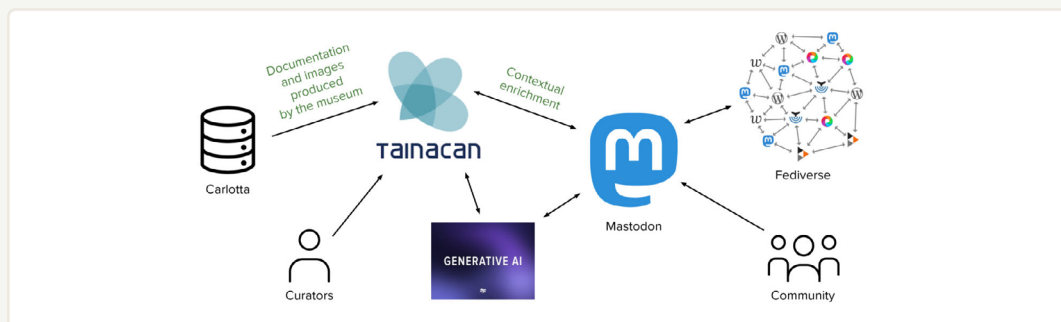 Documentation
and images
produced
by the museum
Contextual
enrichment
TAINACAN
Carlotta
Fediverse
Mastodon
GENERATIVE AI
Curators
Community